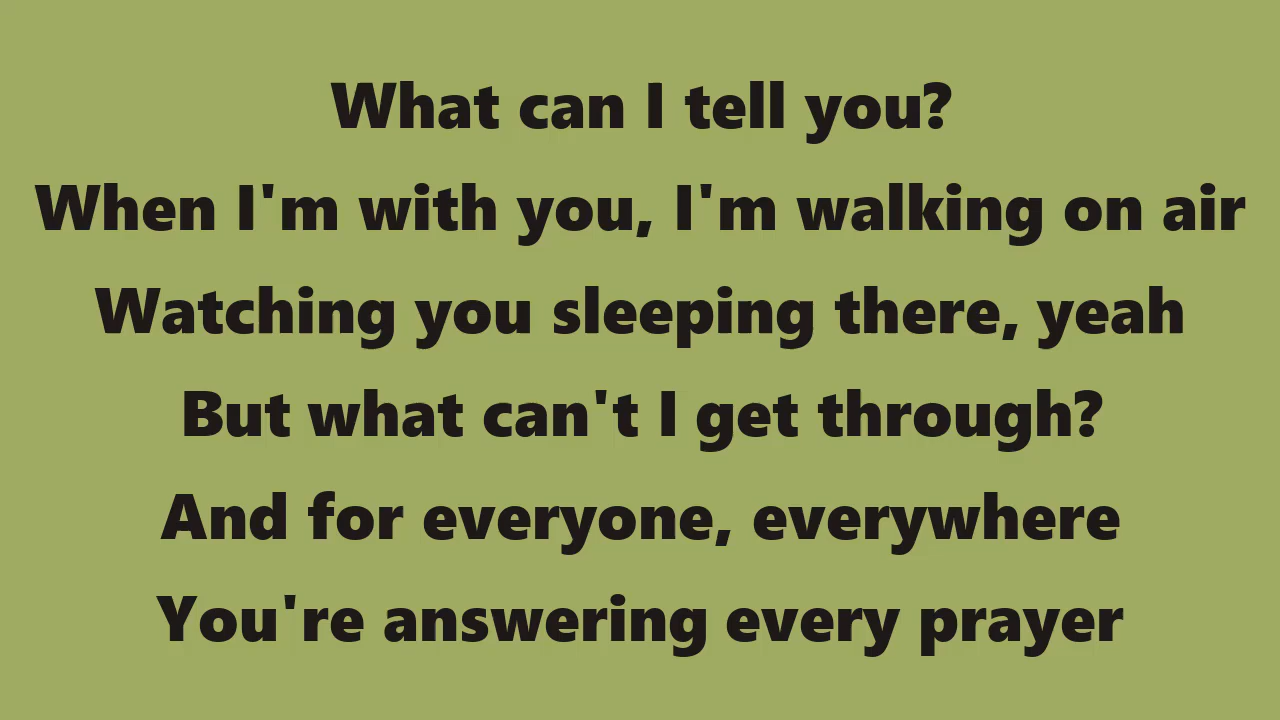 What can I tell you?
When I'm with you, I'm walking on air
Watching you sleeping there, yeah
But what can't I get through?
And for everyone, everywhere
You're answering every prayer